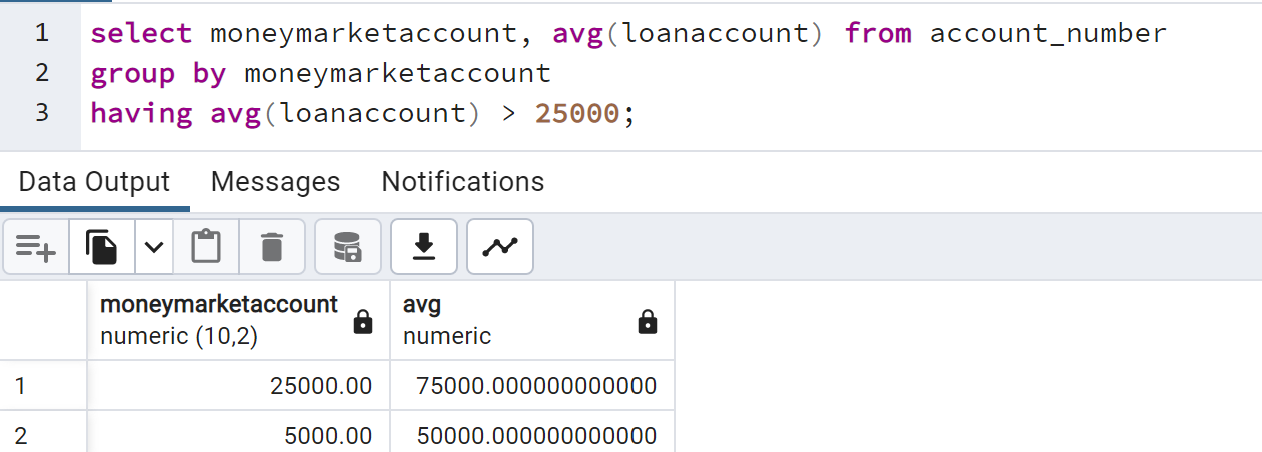 1 select moneymarketaccount, avg(loanaccount) from account_number
2 group by moneymarketaccount
3 having avg(loanaccount) > 25000;
Data Output Messages Notifications
moneymarketaccount avg
numeric (10,2) numeric
1 25000.00 75000.000000000000
2 5000.00 50000.000000000000